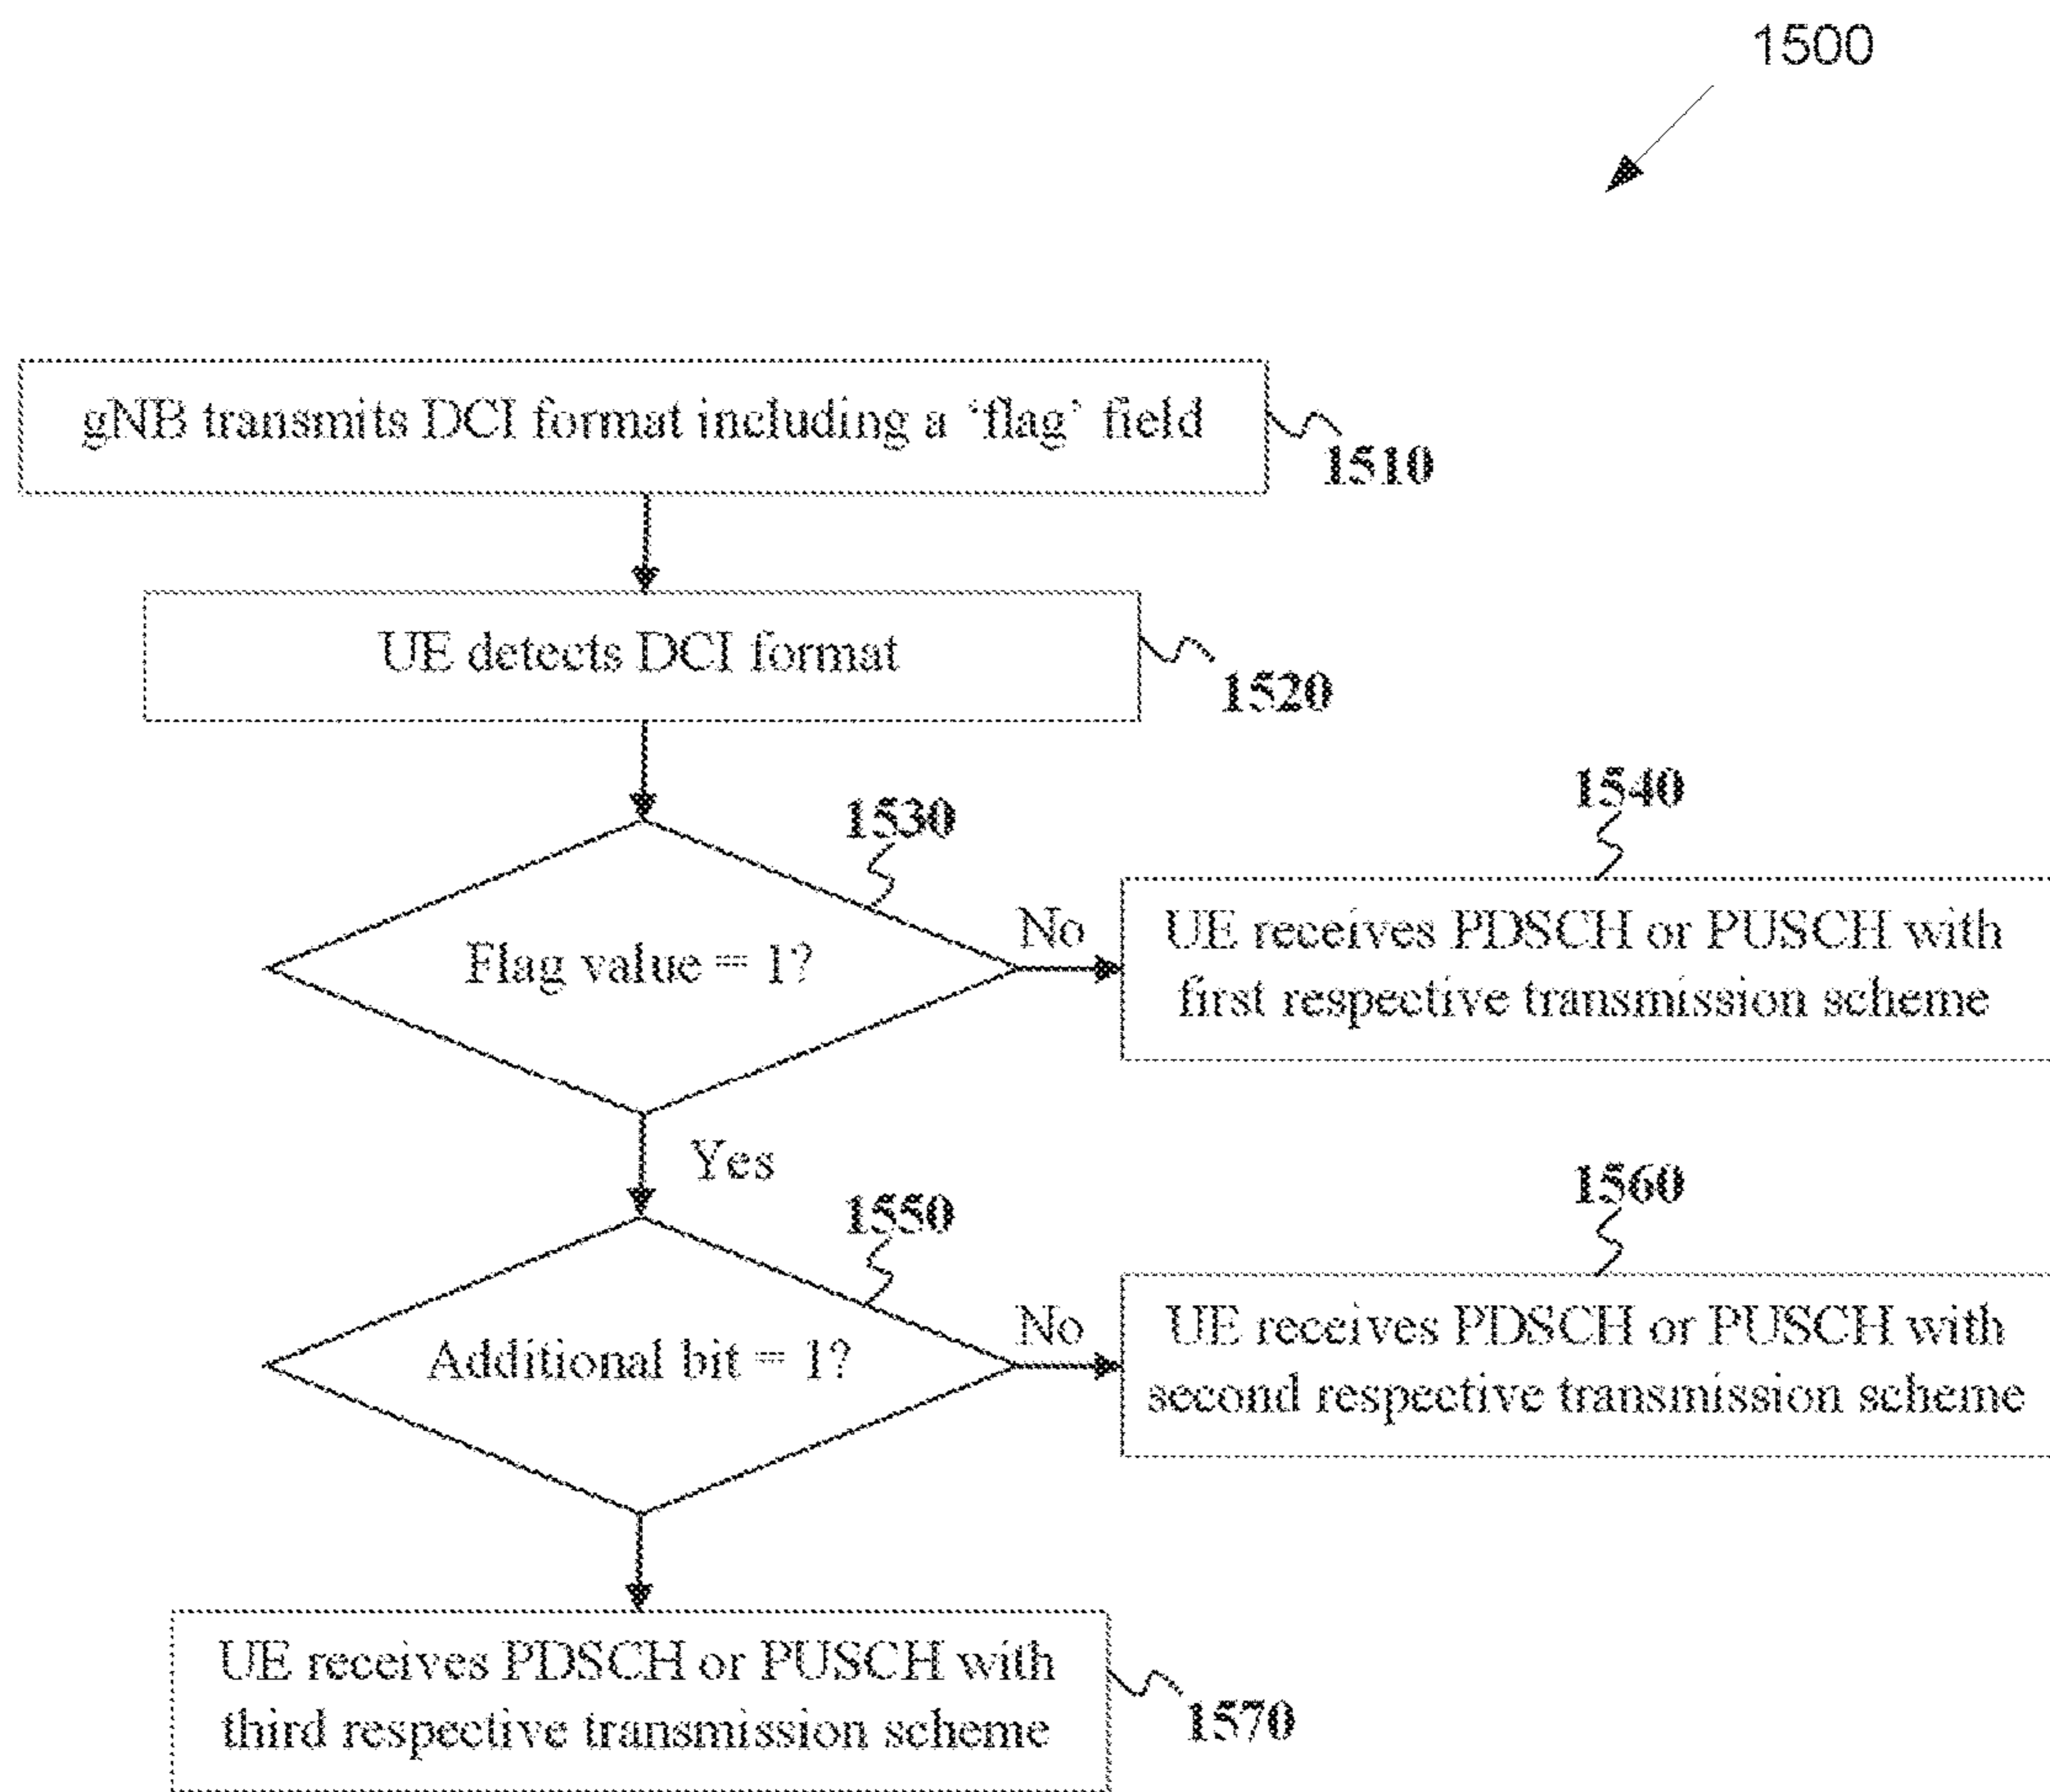 1500
gNB transmits DCI format including a ‘flag’ field
1510
UE detects DCI format
1520
1530
Flag value == 1?
No
1540
UE receives PDSCH or PUSCH with
first respective transmission scheme
Yes
1550
Additional bit == 1?
No
1560
UE receives PDSCH or PUSCH with
second respective transmission scheme
UE receives PDSCH or PUSCH with
third respective transmission scheme
1570